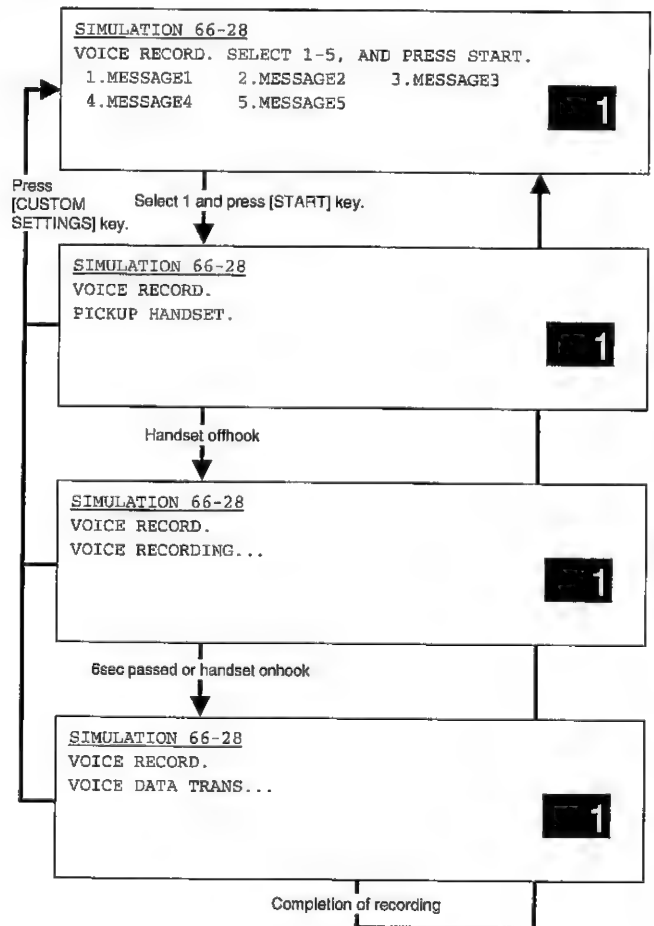 SIMULATION 66-28
VOICE RECORD. SELECT 1-5, AND PRESS START.
1.MESSAGE1 2.MESSAGE2 3.MESSAGE3
4.MESSAGE4 5.MESSAGE5
1
Press
[CUSTOM
SETTINGS] key.
Select 1 and press [START] key.
SIMULATION 66-28
VOICE RECORD.
PICKUP HANDSET.
1
Handset offhook
SIMULATION 66-28
VOICE RECORD.
VOICE RECORDING...
1
6sec passed or handset onhook
SIMULATION 66-28
VOICE RECORD.
VOICE DATA TRANS...
1
Completion of recording